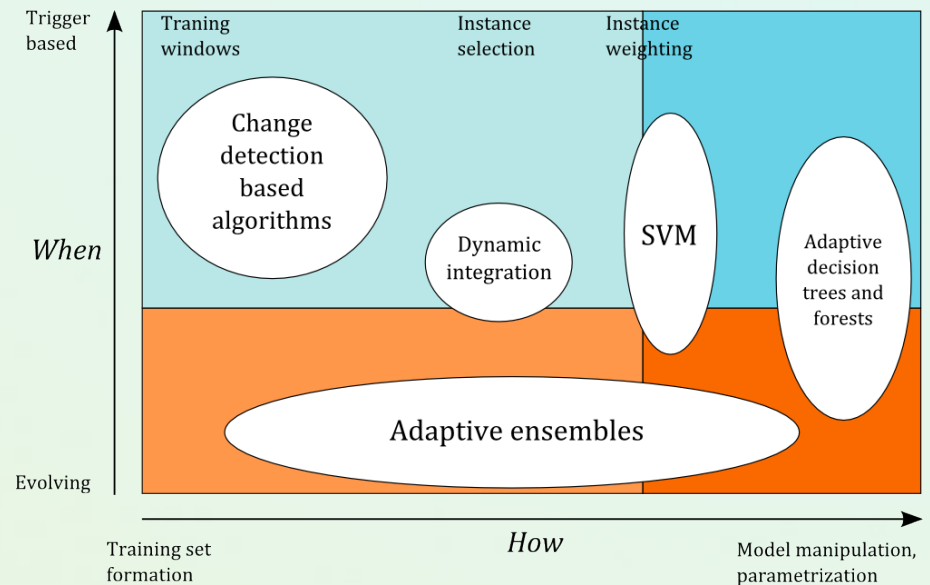 Trigger
based
Traning
windows
Instance
selection
Instance
weighting
Change
detection
based
algorithms
When
Dynamic
integration
SVM
Adaptive
decision
trees and
forests
Adaptive ensembles
Evolving
How
Training set
formation
Model manipulation,
parametrization